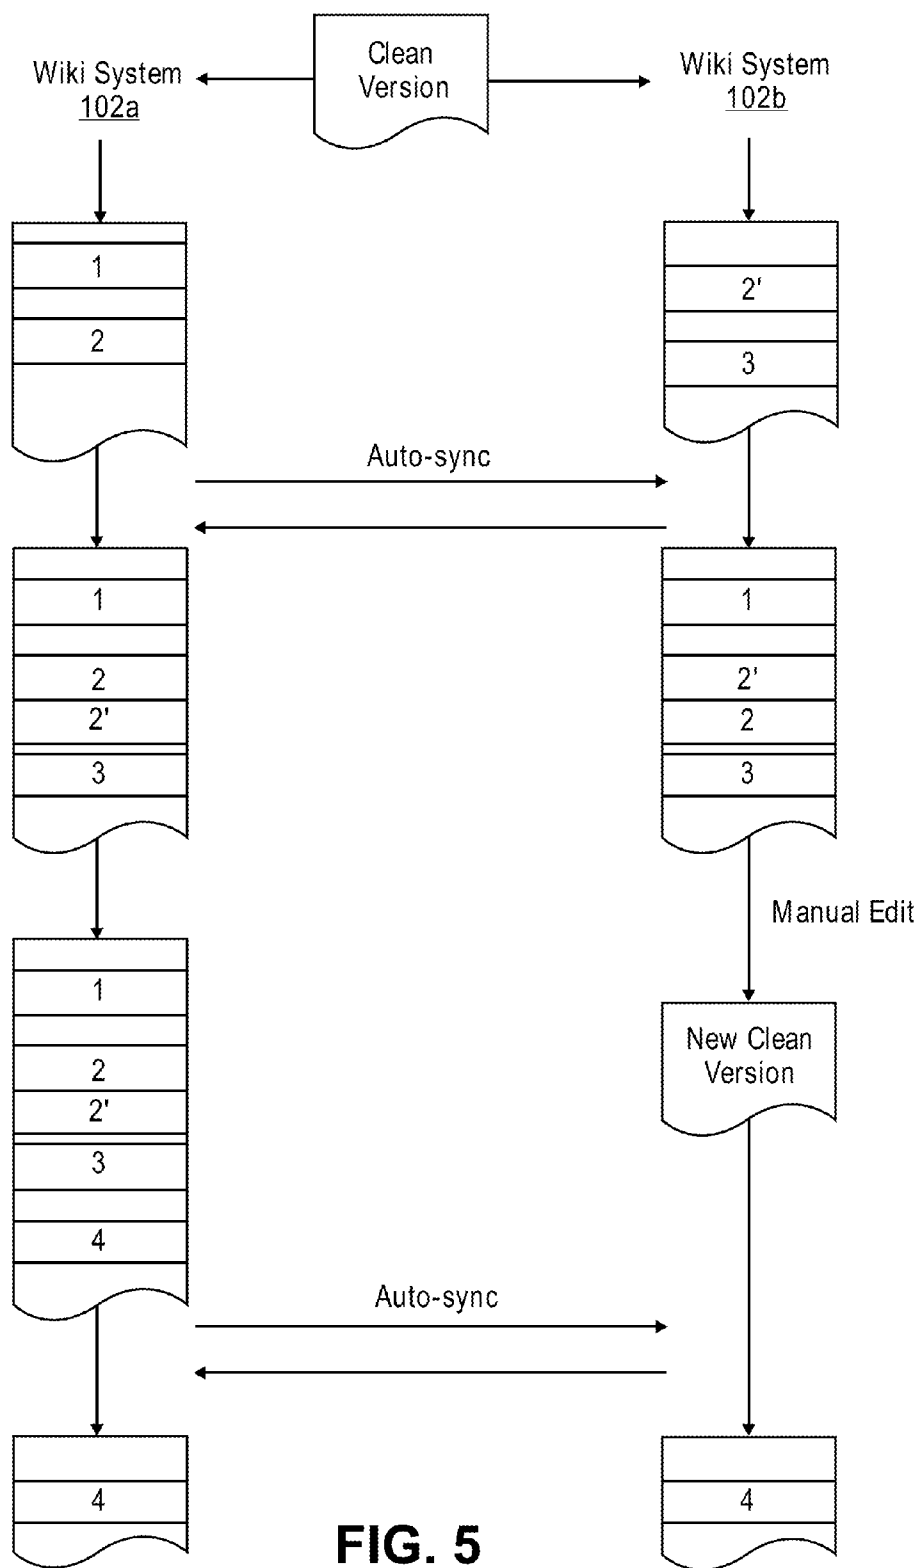 Clean
Version
Wiki System
102a
Wiki System
102b
1
2
2'
3
Auto-sync
1
2
2'
3
1
2'
2
3
Manual Edit
1
2
2'
3
4
New Clean
Version
Auto-sync
4
4
FIG. 5